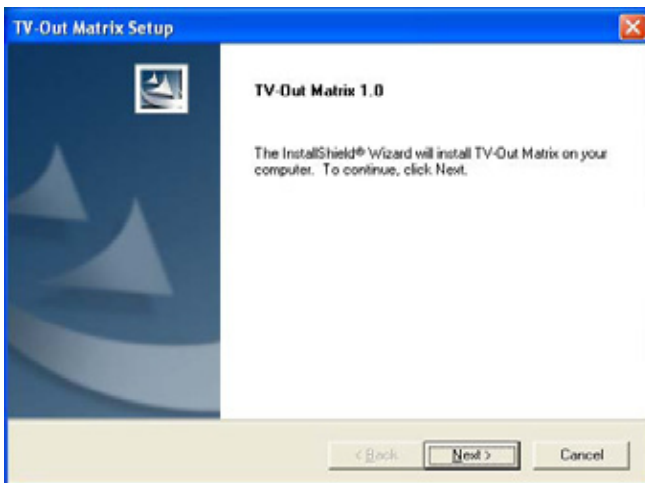 TV-Out Matrix Setup
TV-Out Matrix 1.0
The InstallShield® Wizard will install TV-Out Matrix on your
computer. To continue, click Next.
< Back
Next >
Cancel